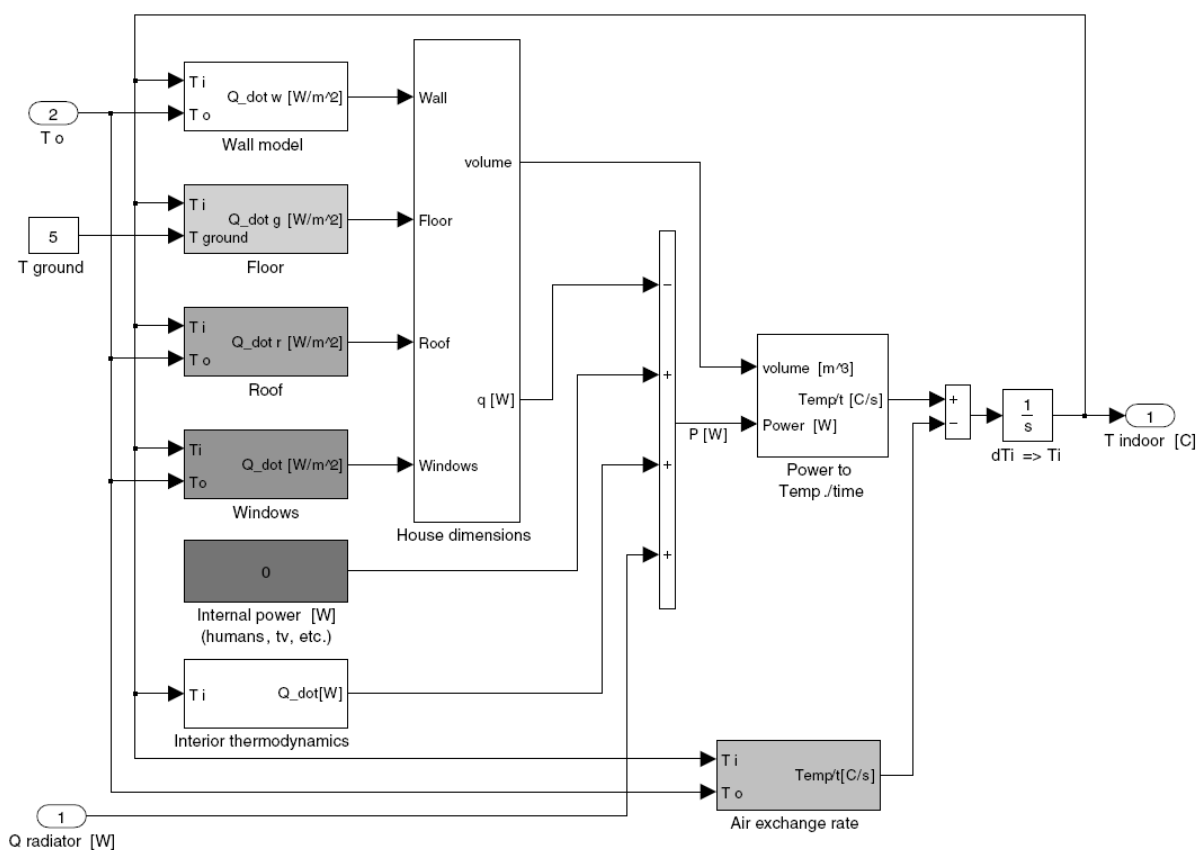 T i
Q_dot w [W/m^2]
T o
Wall model
2
T o
T i
Q_dot g [W/m^2]
T ground
Floor
5
T ground
T i
Q_dot r [W/m^2]
T o
Roof
Ti
Q_dot [W/m^2]
To
Windows
0
Internal power [W]
(humans, tv, etc.)
T i
Q_dot[W]
Interior thermodynamics
1
Q radiator [W]
Wall
volume
Floor
Roof
q [W]
Windows
House dimensions
−
+
+
+
P [W]
volume [m^3]
Temp/t [C/s]
Power [W]
Power to
Temp./time
+
−
1
s
dTi => Ti
1
T indoor [C]
T i
Temp/t[C/s]
T o
Air exchange rate